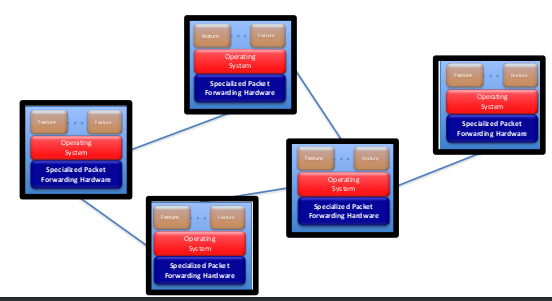 Feature ... Feature
Operating
System
Specialized Packet
Forwarding Hardware
Feature ... Feature
Operating
System
Specialized Packet
Forwarding Hardware
Feature ... Feature
Operating
System
Specialized Packet
Forwarding Hardware
Feature ... Feature
Operating
System
Specialized Packet
Forwarding Hardware
Feature ... Feature
Operating
System
Specialized Packet
Forwarding Hardware